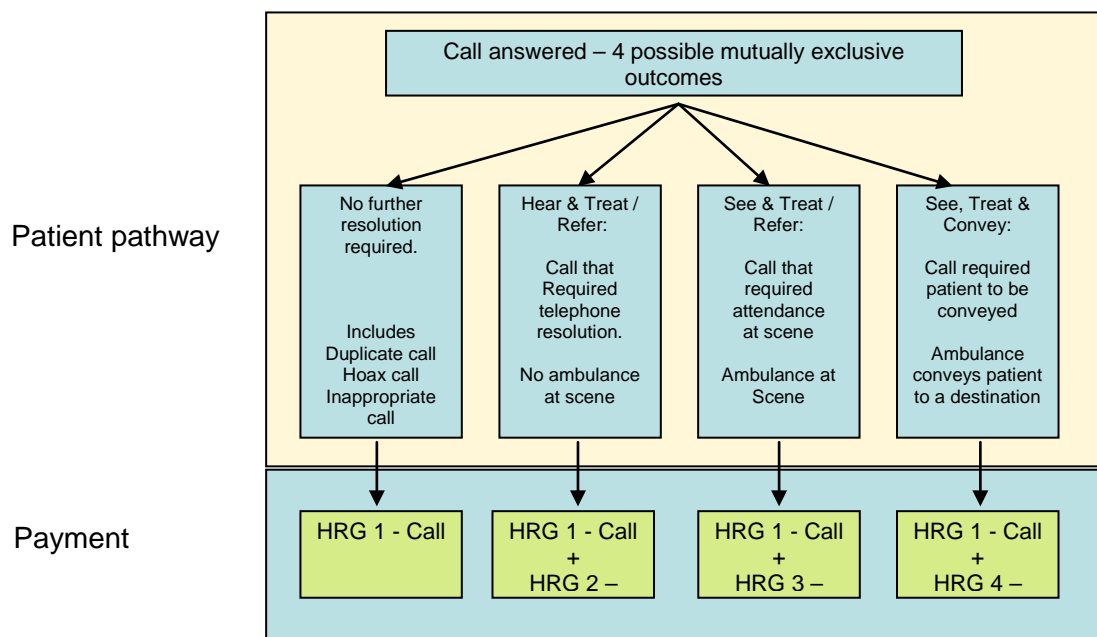 Call answered – 4 possible mutually exclusive
outcomes
Patient pathway
No further
resolution
required.
Includes
Duplicate call
Hoax call
Inappropriate
call
Hear & Treat /
Refer:
Call that
Required
telephone
resolution.
No ambulance
at scene
See & Treat /
Refer:
Call that
required
attendance
at scene
Ambulance at
Scene
See, Treat &
Convey:
Call required
patient to be
conveyed
Ambulance
conveys patient
to a destination
Payment
HRG 1 - Call
HRG 1 - Call
+
HRG 2 –
HRG 1 - Call
+
HRG 3 –
HRG 1 - Call
+
HRG 4 –